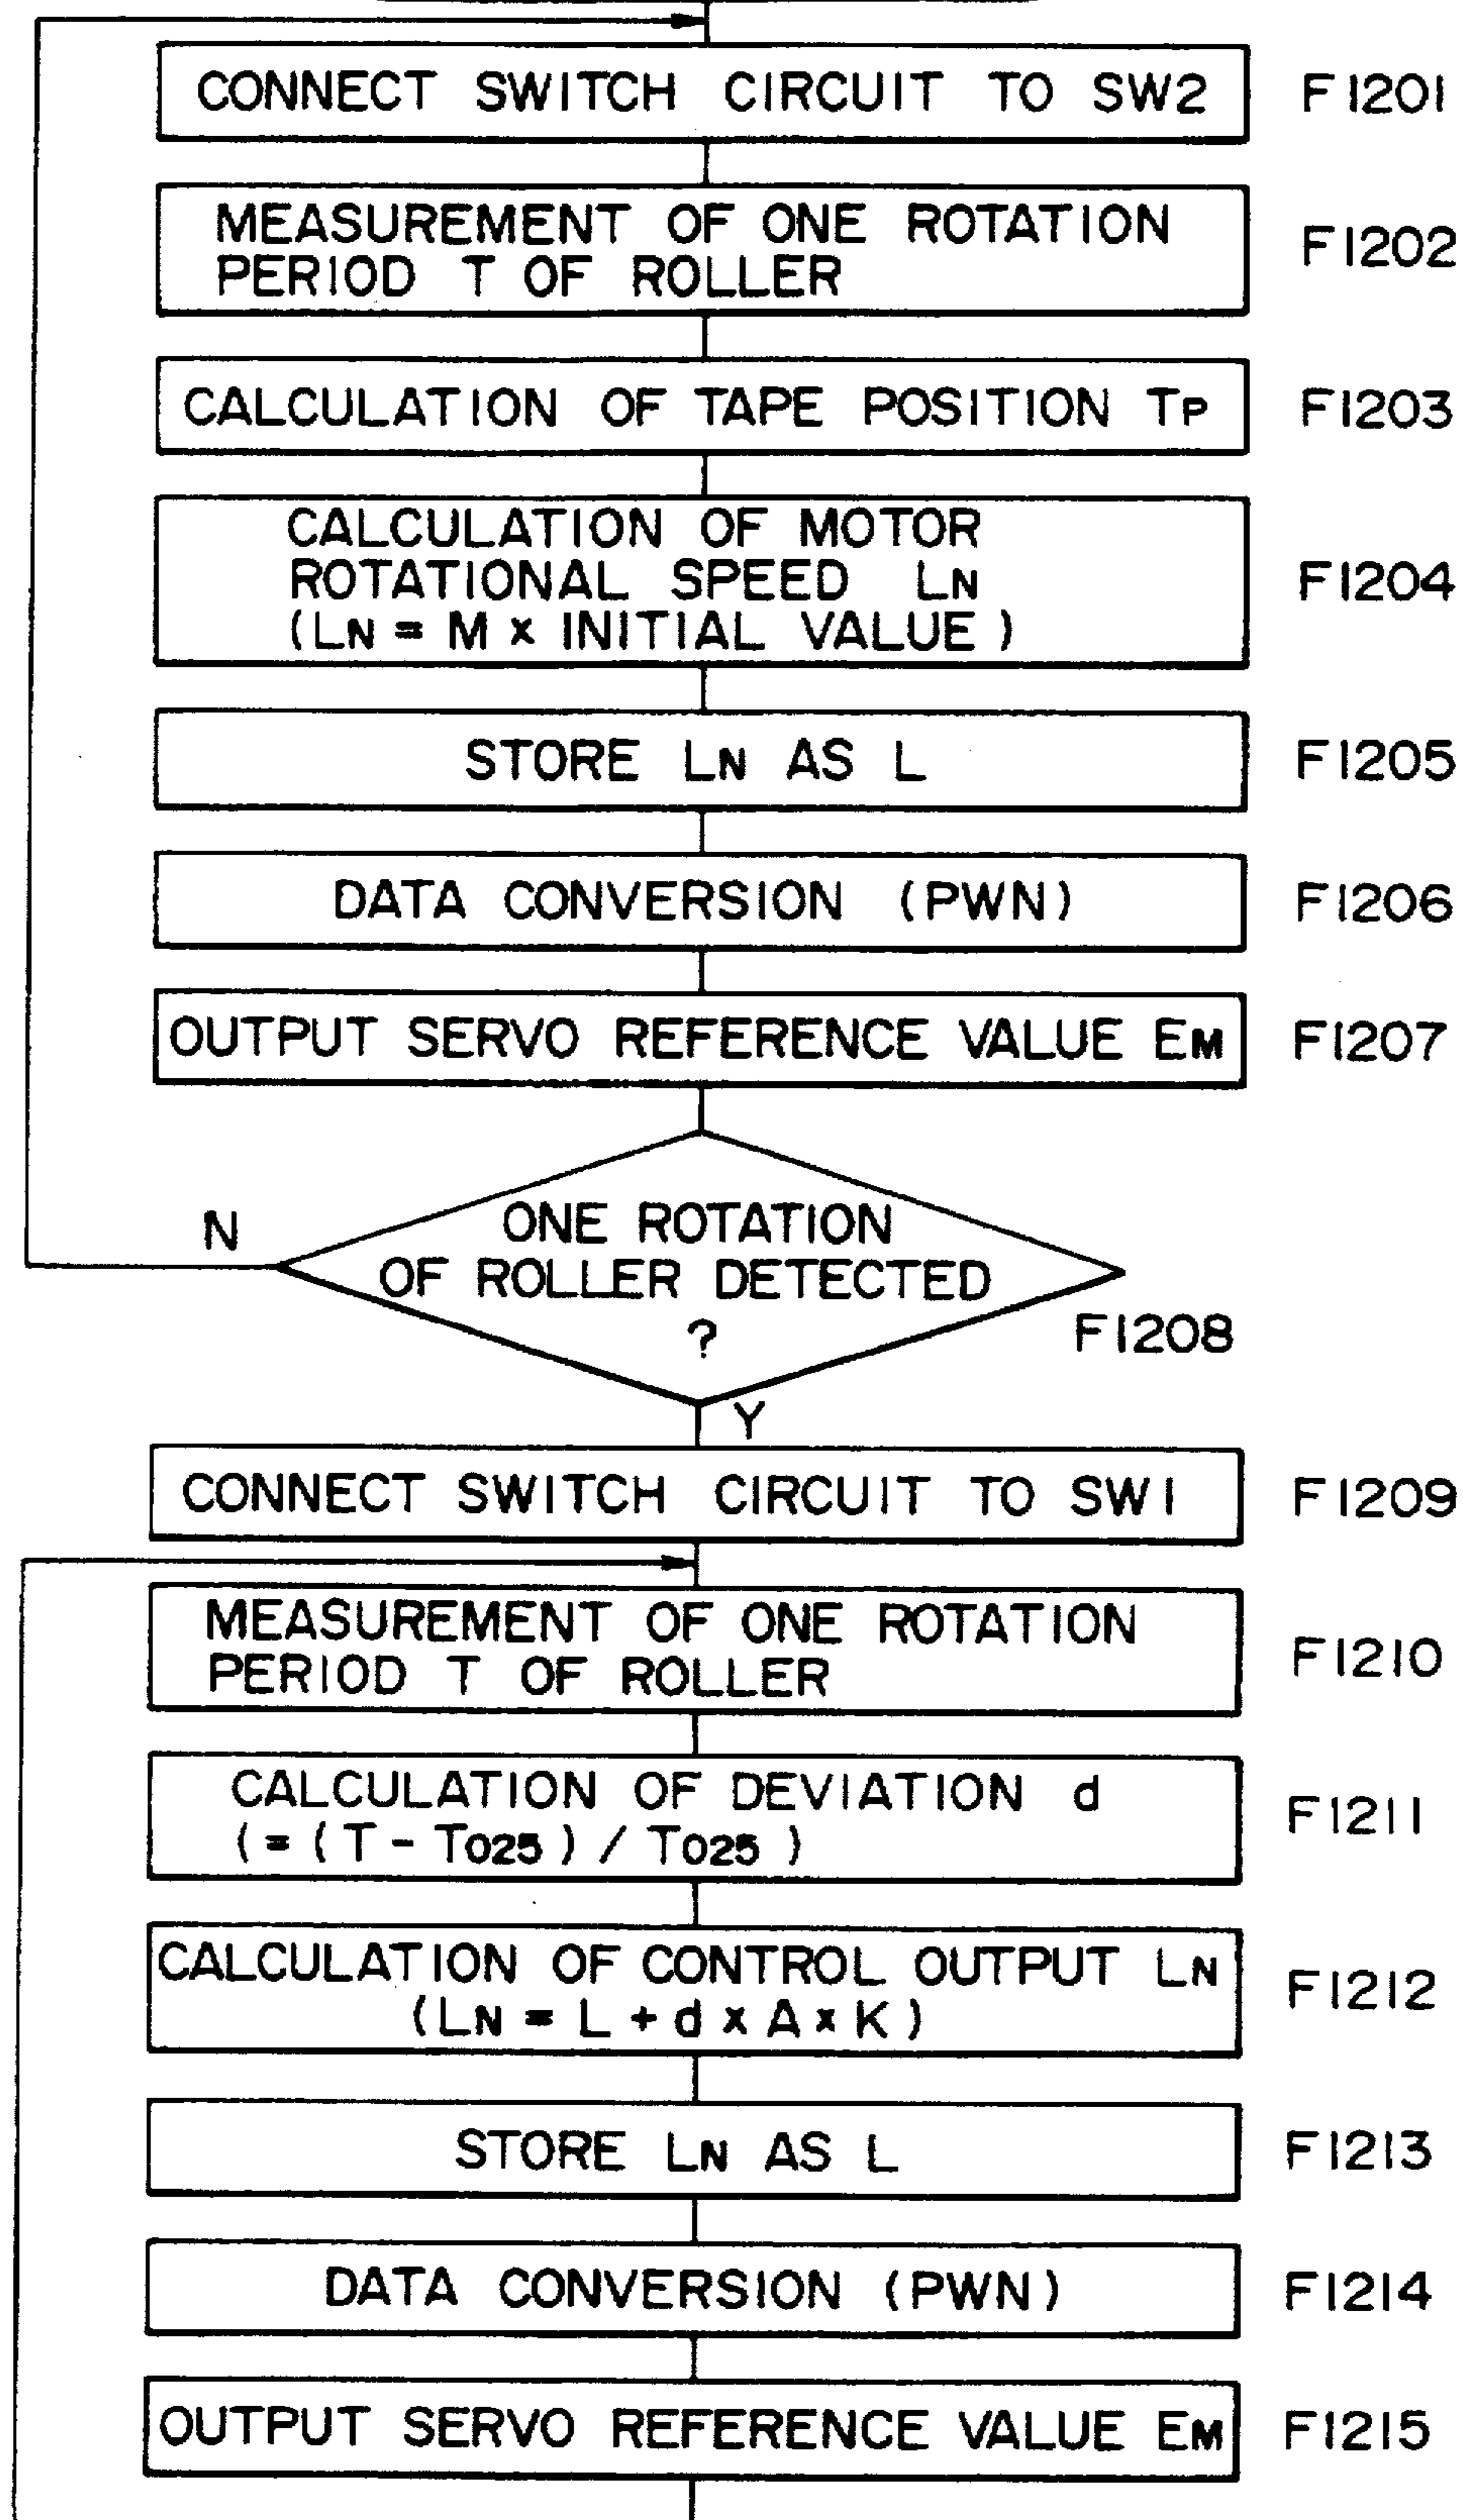 CONNECT SWITCH CIRCUIT TO SW2
F1201
MEASUREMENT OF ONE ROTATION
PERIOD T OF ROLLER
F1202
CALCULATION OF TAPE POSITION TP
F1203
CALCULATION OF MOTOR
ROTATIONAL SPEED LN
(LN = M × INITIAL VALUE)
F1204
STORE LN AS L
F1205
DATA CONVERSION (PWN)
F1206
OUTPUT SERVO REFERENCE VALUE EM
F1207
N
ONE ROTATION
OF ROLLER DETECTED
?
F1208
Y
CONNECT SWITCH CIRCUIT TO SW1
F1209
MEASUREMENT OF ONE ROTATION
PERIOD T OF ROLLER
F1210
CALCULATION OF DEVIATION d
(= (T - T025) / T025)
F1211
CALCULATION OF CONTROL OUTPUT LN
(LN = L + d × A × K)
F1212
STORE LN AS L
F1213
DATA CONVERSION (PWN)
F1214
OUTPUT SERVO REFERENCE VALUE EM
F1215